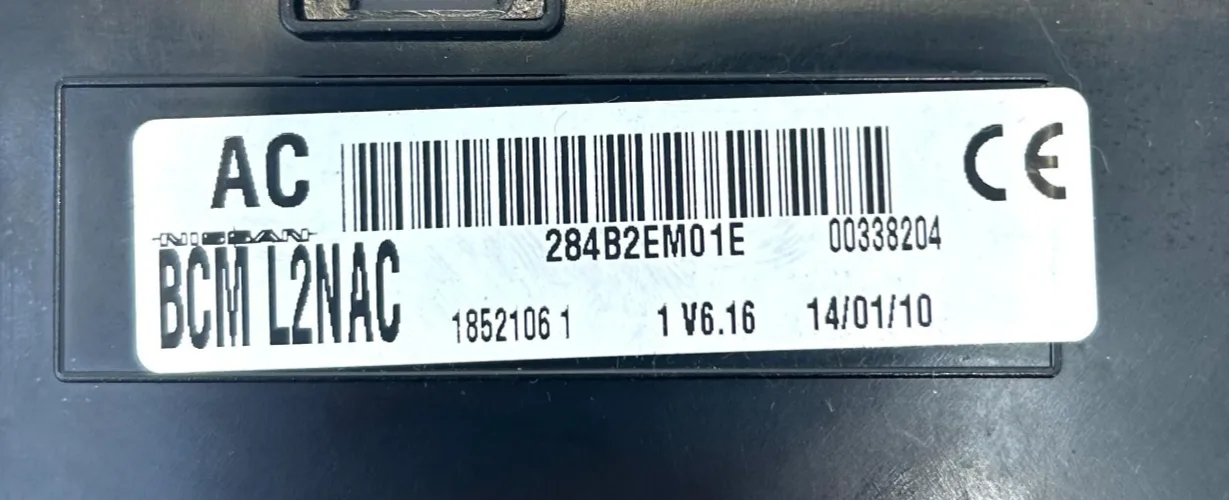 AC
CE
NISSAN
284B2EM01E 00338204
BCM L2NAC
1852106 1 1 V6.16 14/01/10